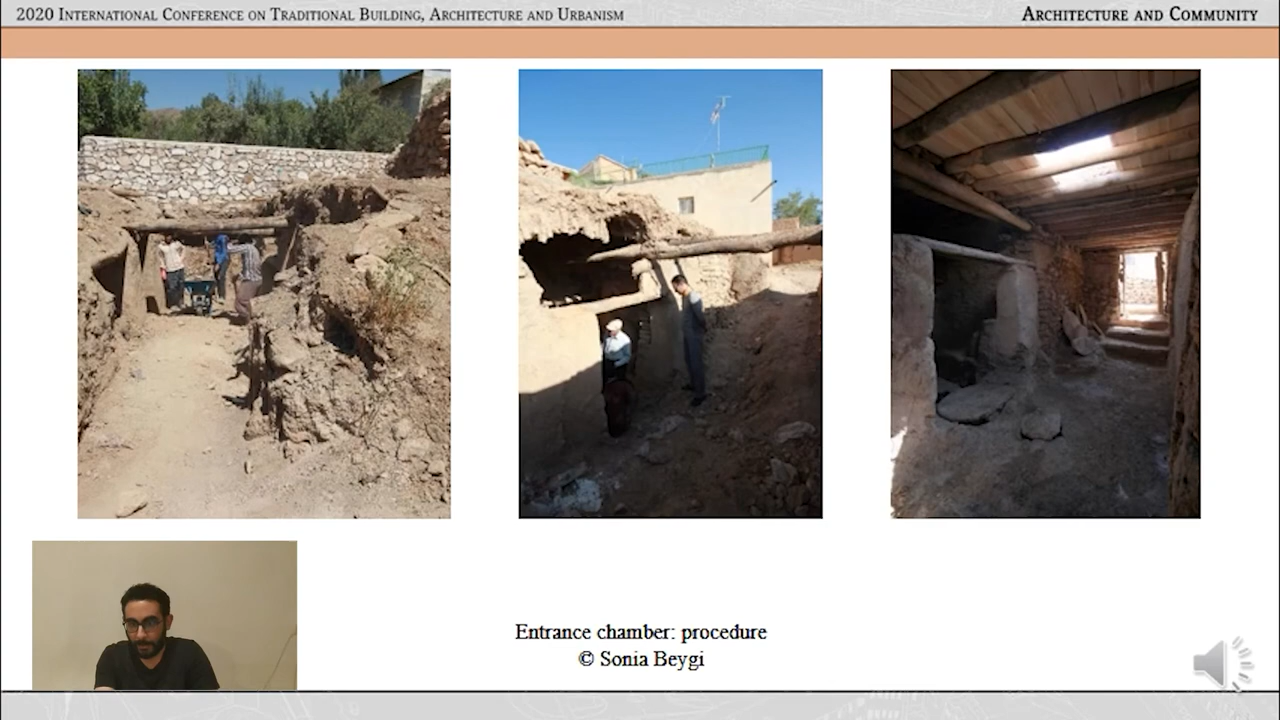 2020 International Conference on Traditional Building, Architecture and Urbanism
Architecture and Community
Entrance chamber: procedure
© Sonia Beygi